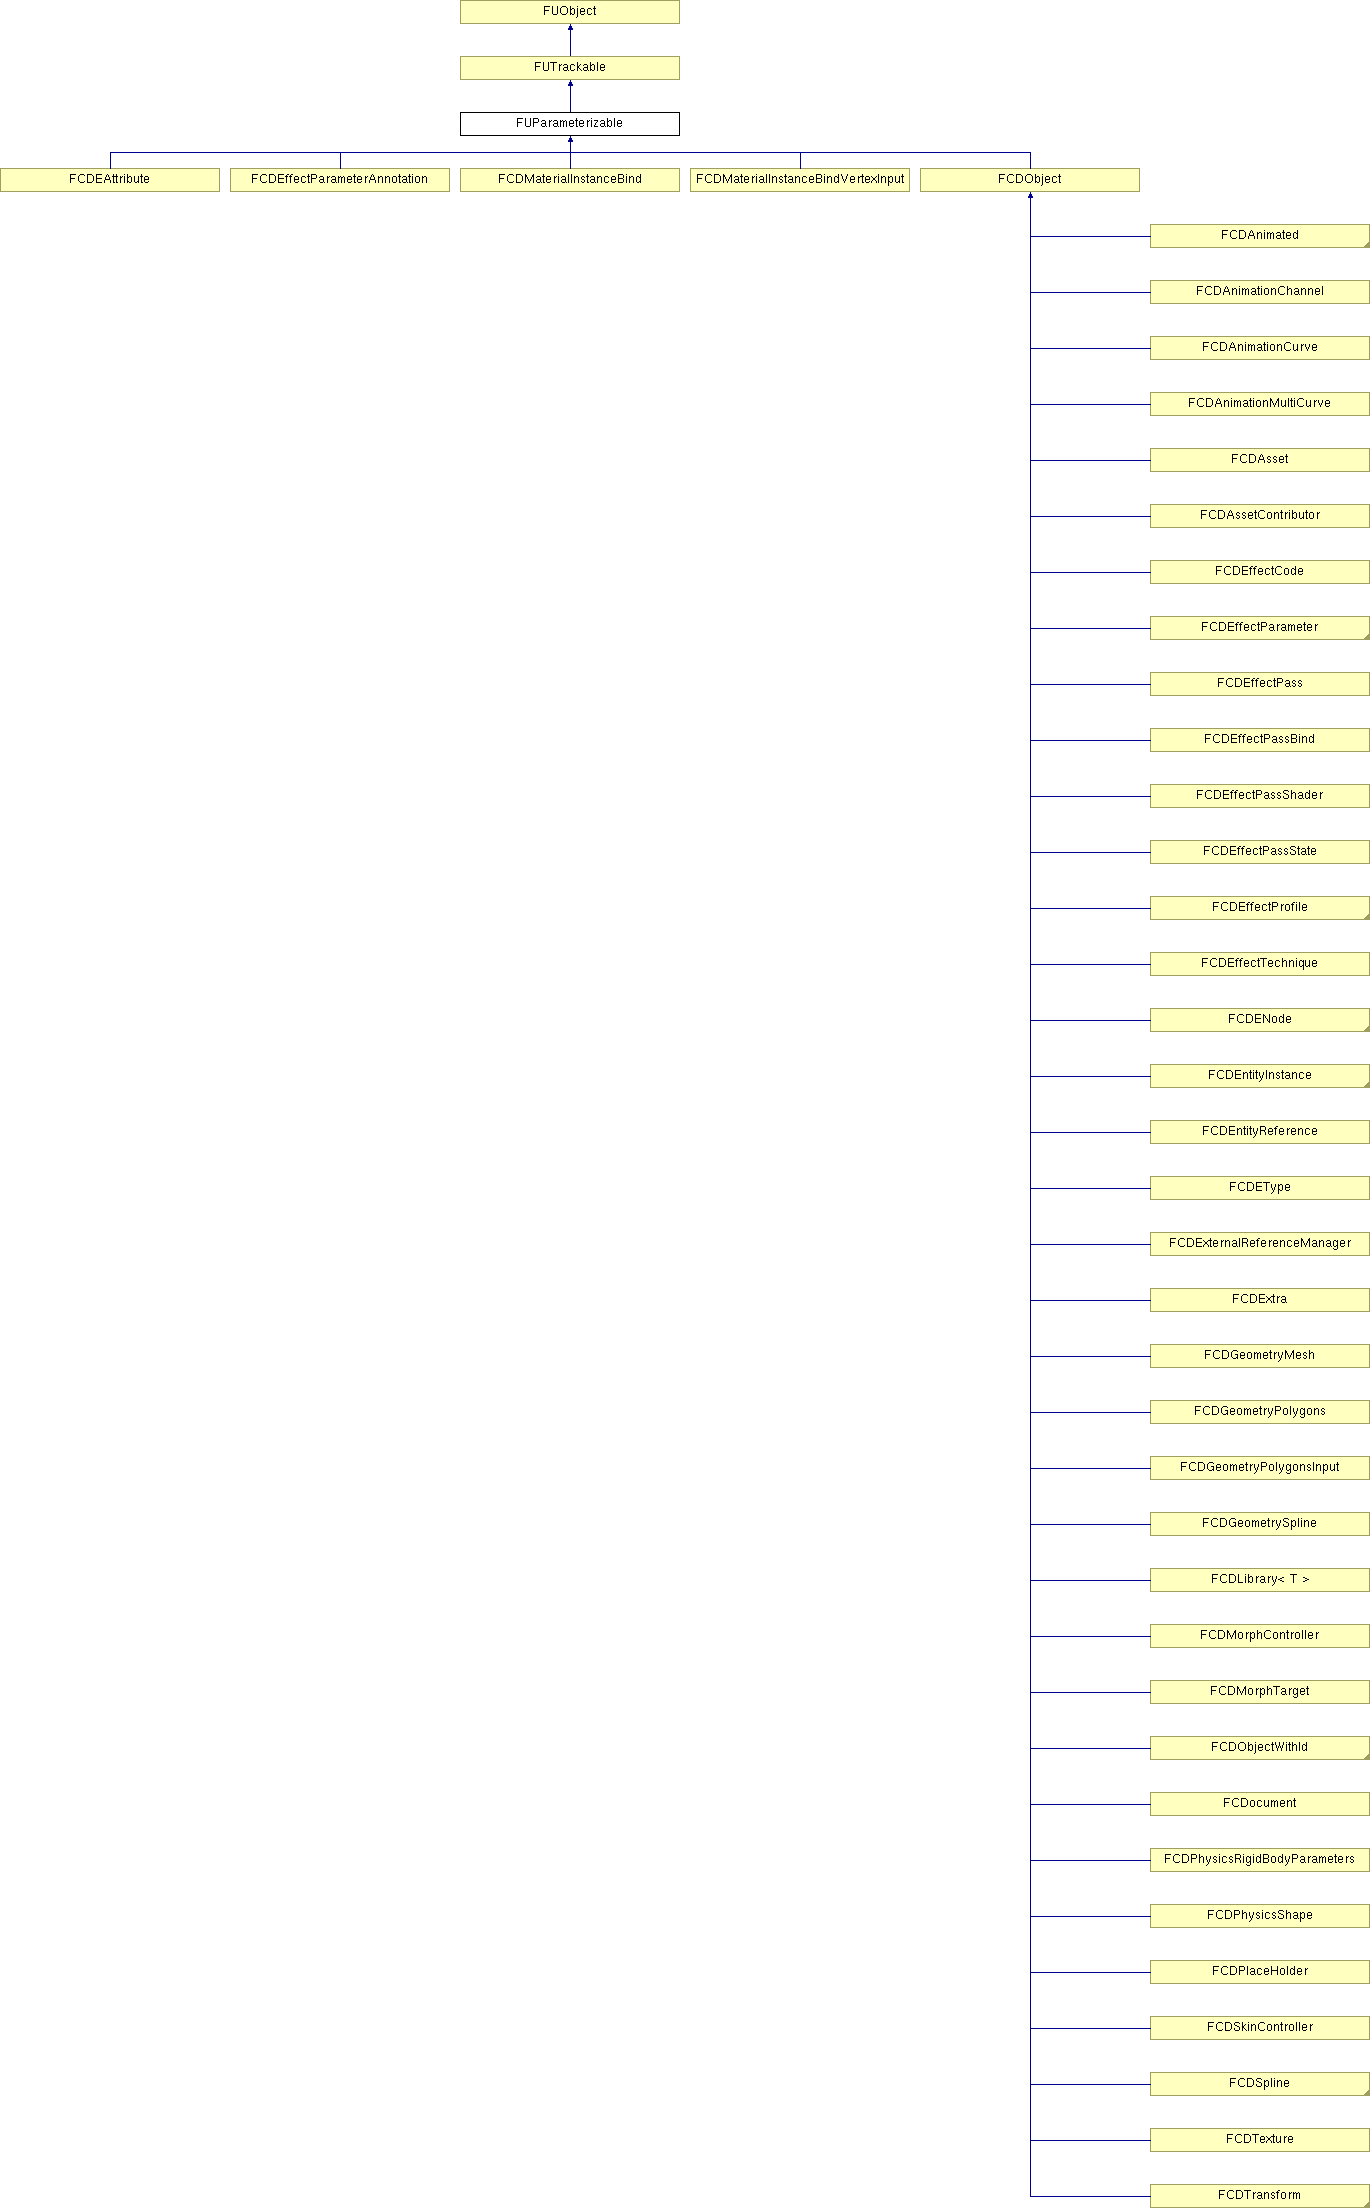 FUObject
FUTrackable
FUParameterizable
FCDEAttribute
FCDEffectParameterAnnotation
FCDMaterialInstanceBind
FCDMaterialInstanceBindVertexInput
FCDObject
FCDAnimated
FCDAnimationChannel
FCDAnimationCurve
FCDAnimationMultiCurve
FCDAsset
FCDAssetContributor
FCDEffectCode
FCDEffectParameter
FCDEffectPass
FCDEffectPassBind
FCDEffectPassShader
FCDEffectPassState
FCDEffectProfile
FCDEffectTechnique
FCDENode
FCDEntityInstance
FCDEntityReference
FCDEType
FCDExternalReferenceManager
FCDExtra
FCDGeometryMesh
FCDGeometryPolygons
FCDGeometryPolygonsInput
FCDGeometrySpline
FCDLibrary< T >
FCDMorphController
FCDMorphTarget
FCDObjectWithId
FCDocument
FCDPhysicsRigidBodyParameters
FCDPhysicsShape
FCDPlaceHolder
FCDSkinController
FCDSpline
FCDTexture
FCDTransform